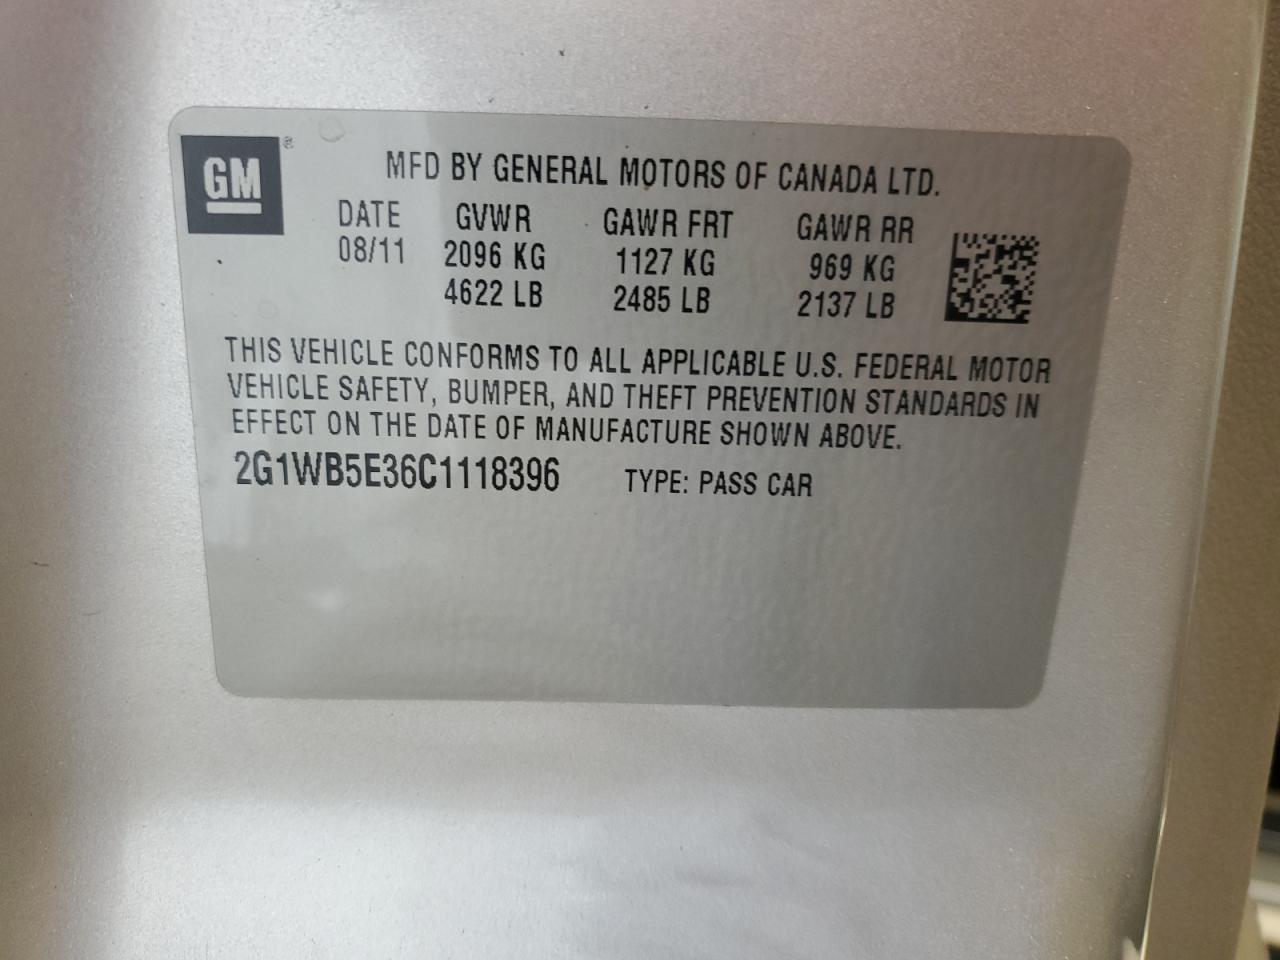 GM ®
MFD BY GENERAL MOTORS OF CANADA LTD.
DATE GVWR GAWR FRT GAWR RR
08/11 2096 KG 1127 KG 969 KG
4622 LB 2485 LB 2137 LB
THIS VEHICLE CONFORMS TO ALL APPLICABLE U.S. FEDERAL MOTOR
VEHICLE SAFETY, BUMPER, AND THEFT PREVENTION STANDARDS IN
EFFECT ON THE DATE OF MANUFACTURE SHOWN ABOVE.
2G1WB5E36C1118396 TYPE: PASS CAR